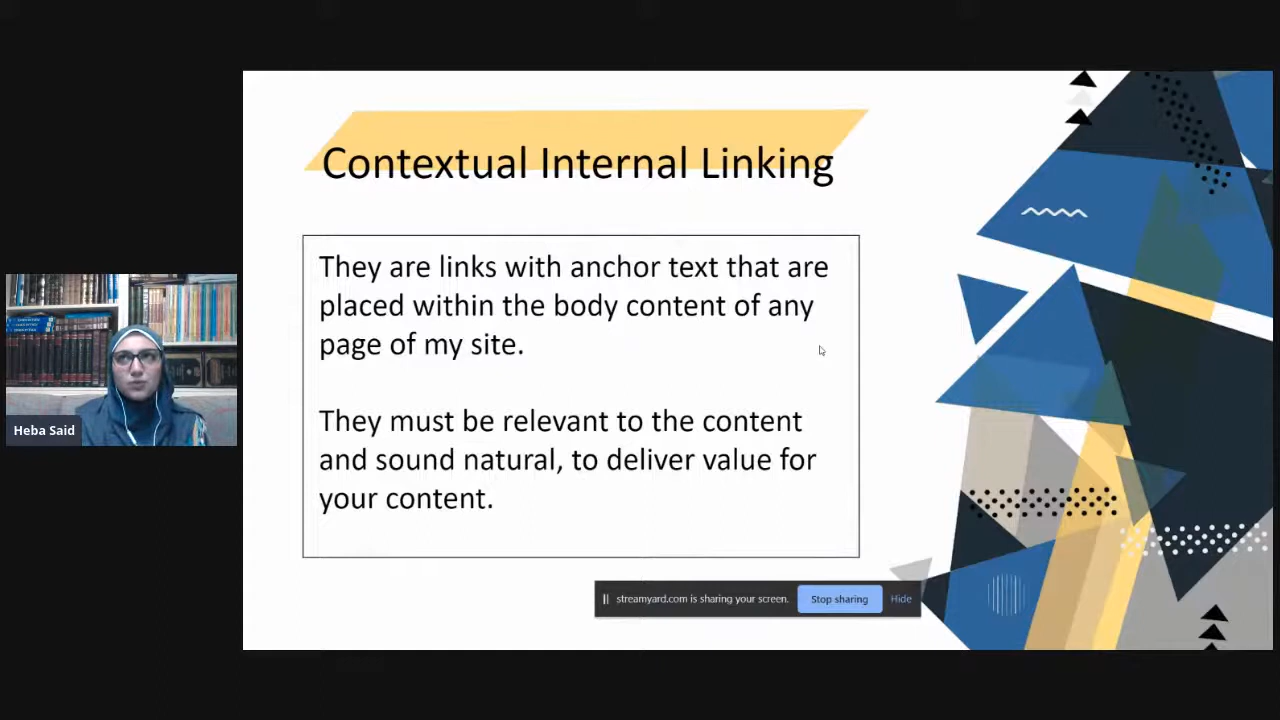 Contextual Internal Linking
They are links with anchor text that are
placed within the body content of any
page of my site.
They must be relevant to the content
and sound natural, to deliver value for
your content.
Heba Said
streamyard.com is sharing your screen. Stop sharing Hide